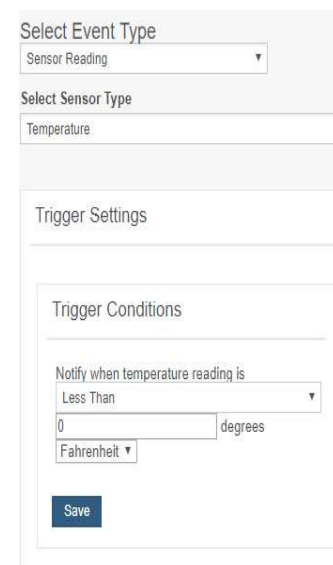 Select Event Type
Sensor Reading
Select Sensor Type
Temperature
Trigger Settings
Trigger Conditions
Notify when temperature reading is
Less Than
0 degrees
Fahrenheit
Save